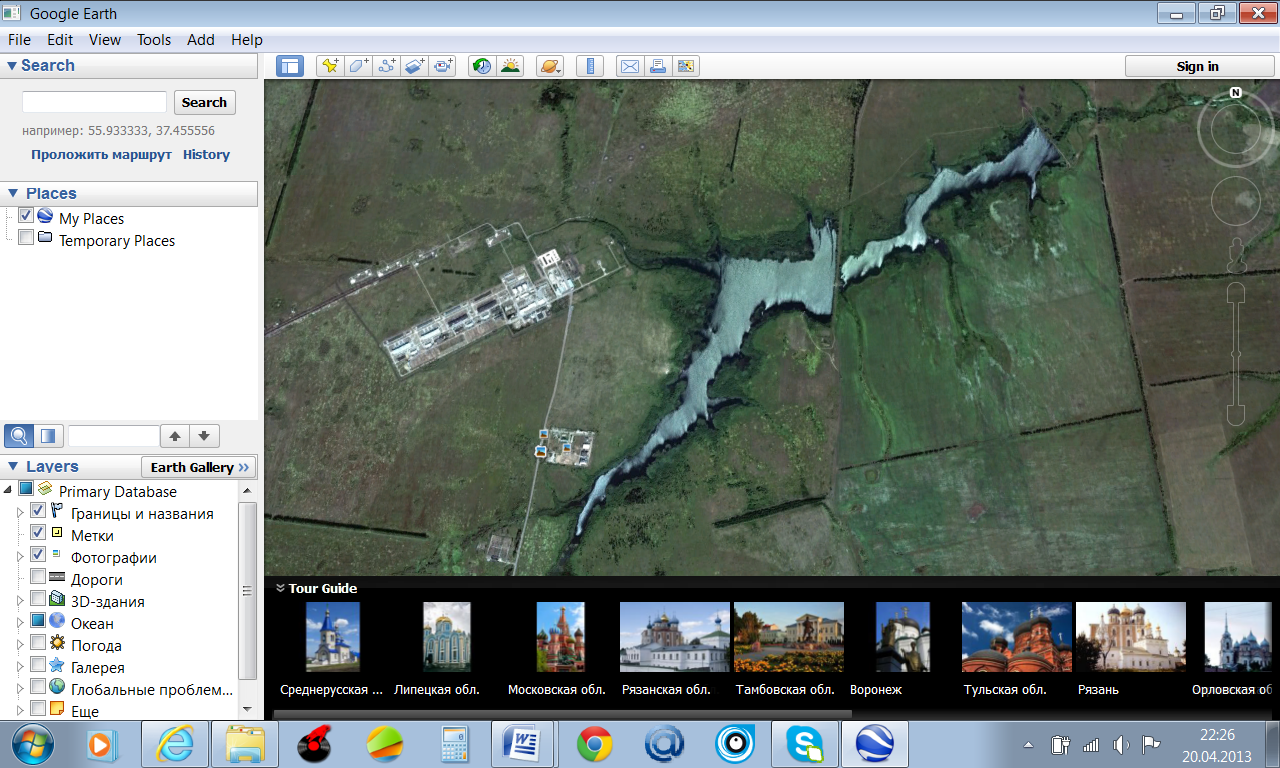 Google Earth
File Edit View Tools Add Help
Search
Sign in
N
Search
например: 55.933333, 37.455556
Проложить маршрут History
Places
My Places
Temporary Places
Layers
Earth Gallery »
Primary Database
Границы и названия
Метки
Фотографии
Дороги
3D-здания
Океан
Погода
Галерея
Глобальные проблем...
Еще
Tour Guide
Среднерусская ... Липецкая обл. Московская обл. Рязанская обл. Тамбовская обл. Воронеж Тульская обл. Рязань Орловская об
W
S
22:26
20.04.2013